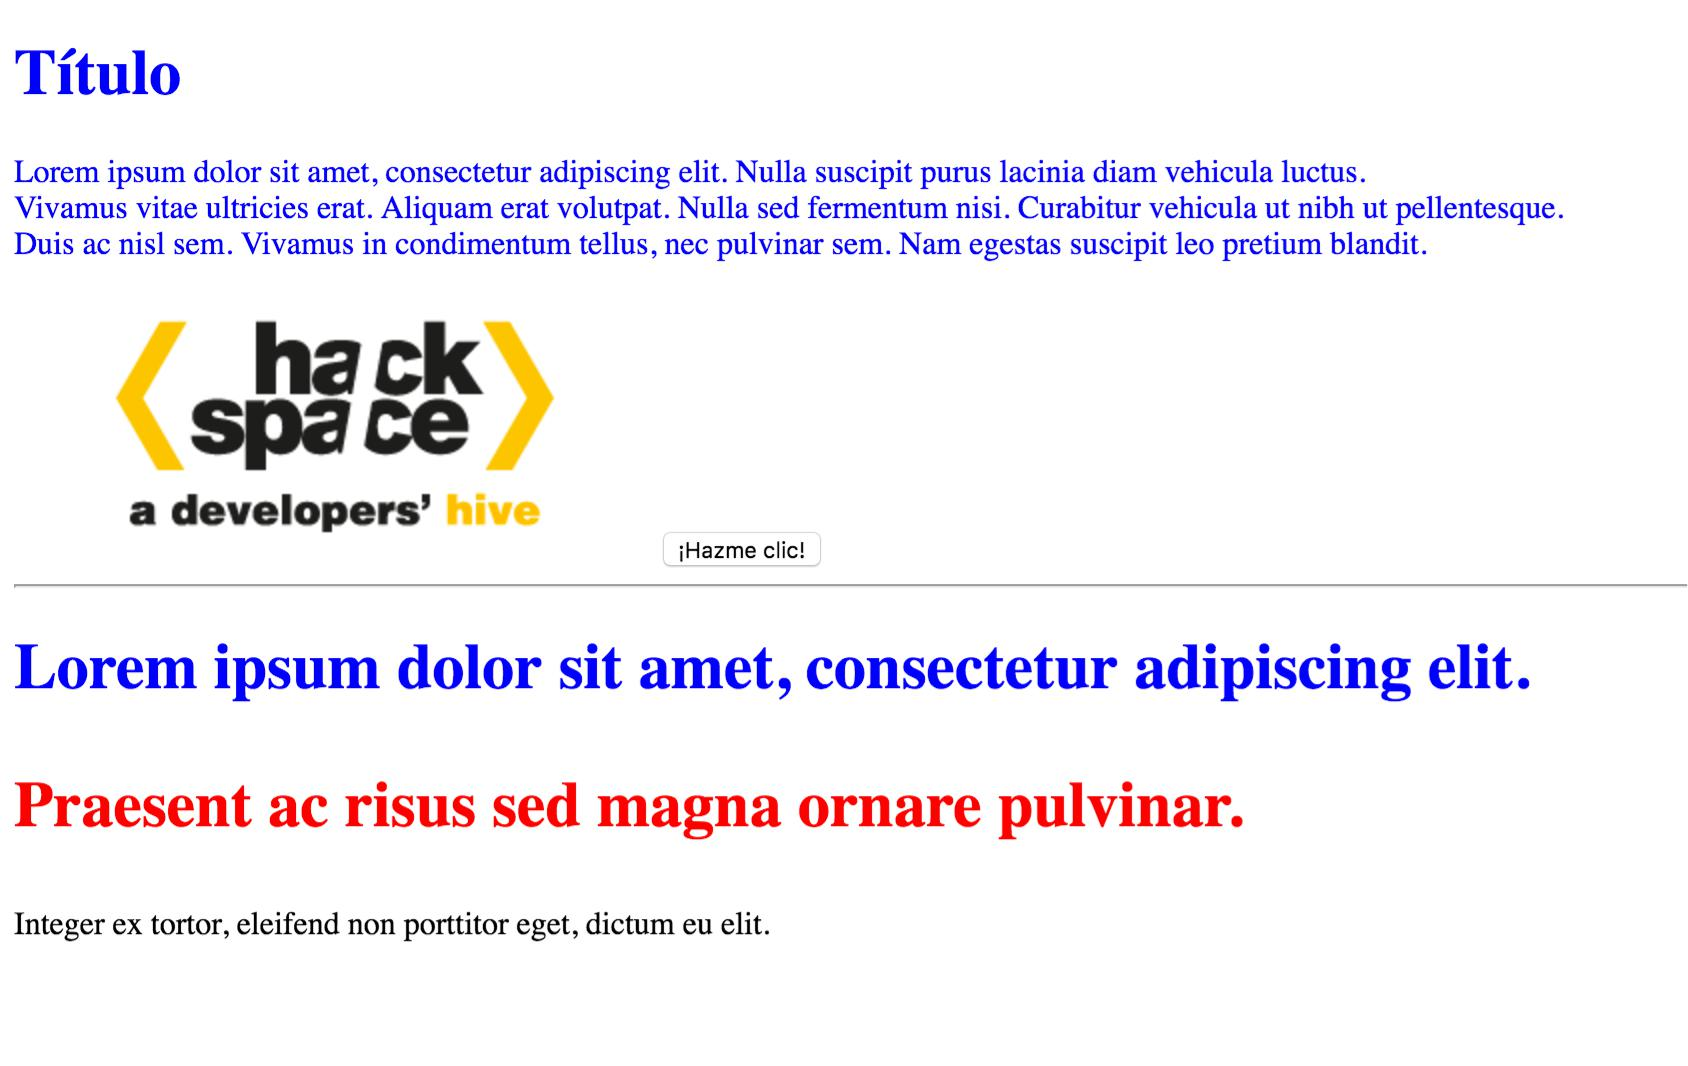 Título
Lorem ipsum dolor sit amet, consectetur adipiscing elit. Nulla suscipit purus lacinia diam vehicula luctus.
Vivamus vitae ultricies erat. Aliquam erat volutpat. Nulla sed fermentum nisi. Curabitur vehicula ut nibh ut pellentesque.
Duis ac nisl sem. Vivamus in condimentum tellus, nec pulvinar sem. Nam egestas suscipit leo pretium blandit.
hack
space
a developers’ hive
¡Hazme clic!
Lorem ipsum dolor sit amet, consectetur adipiscing elit.
Praesent ac risus sed magna ornare pulvinar.
Integer ex tortor, eleifend non porttitor eget, dictum eu elit.